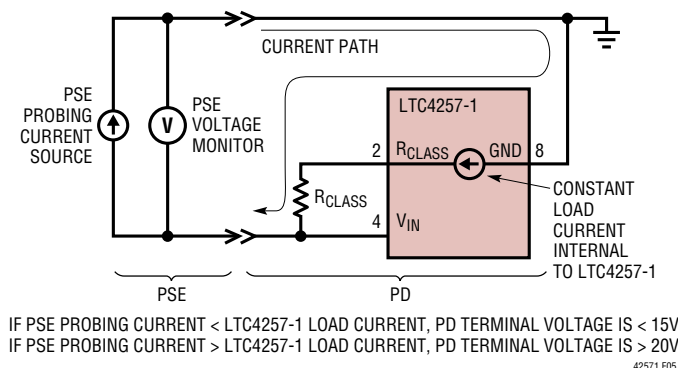 CURRENT PATH
PSE
PROBING
CURRENT
SOURCE
V
PSE
VOLTAGE
MONITOR
LTC4257-1
2
RCLASS
GND
8
RCLASS
4
VIN
CONSTANT
LOAD
CURRENT
INTERNAL
TO LTC4257-1
PSE
PD
IF PSE PROBING CURRENT < LTC4257-1 LOAD CURRENT, PD TERMINAL VOLTAGE IS < 15V
IF PSE PROBING CURRENT > LTC4257-1 LOAD CURRENT, PD TERMINAL VOLTAGE IS > 20V
42571 F05